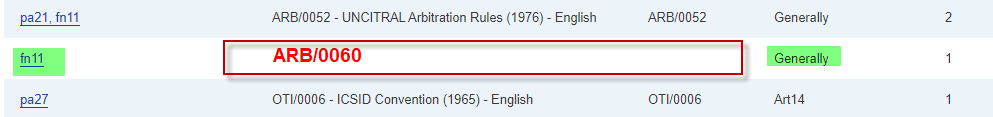 pa21, fn11 ARB/0052 - UNCITRAL Arbitration Rules (1976) - English ARB/0052 Generally 2
fn11 ARB/0060 Generally 1
pa27 OTI/0006 - ICSID Convention (1965) - English OTI/0006 Art14 1